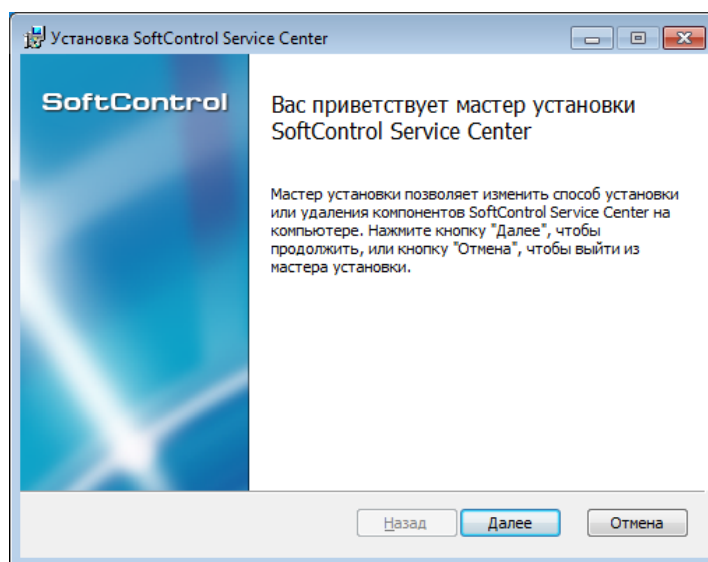 Установка SoftControl Service Center
SoftControl
Вас приветствует мастер установки
SoftControl Service Center
Мастер установки позволяет изменить способ установки
или удаления компонентов SoftControl Service Center на
компьютере. Нажмите кнопку "Далее", чтобы
продолжить, или кнопку "Отмена", чтобы выйти из
мастера установки.
Назад Далее Отмена